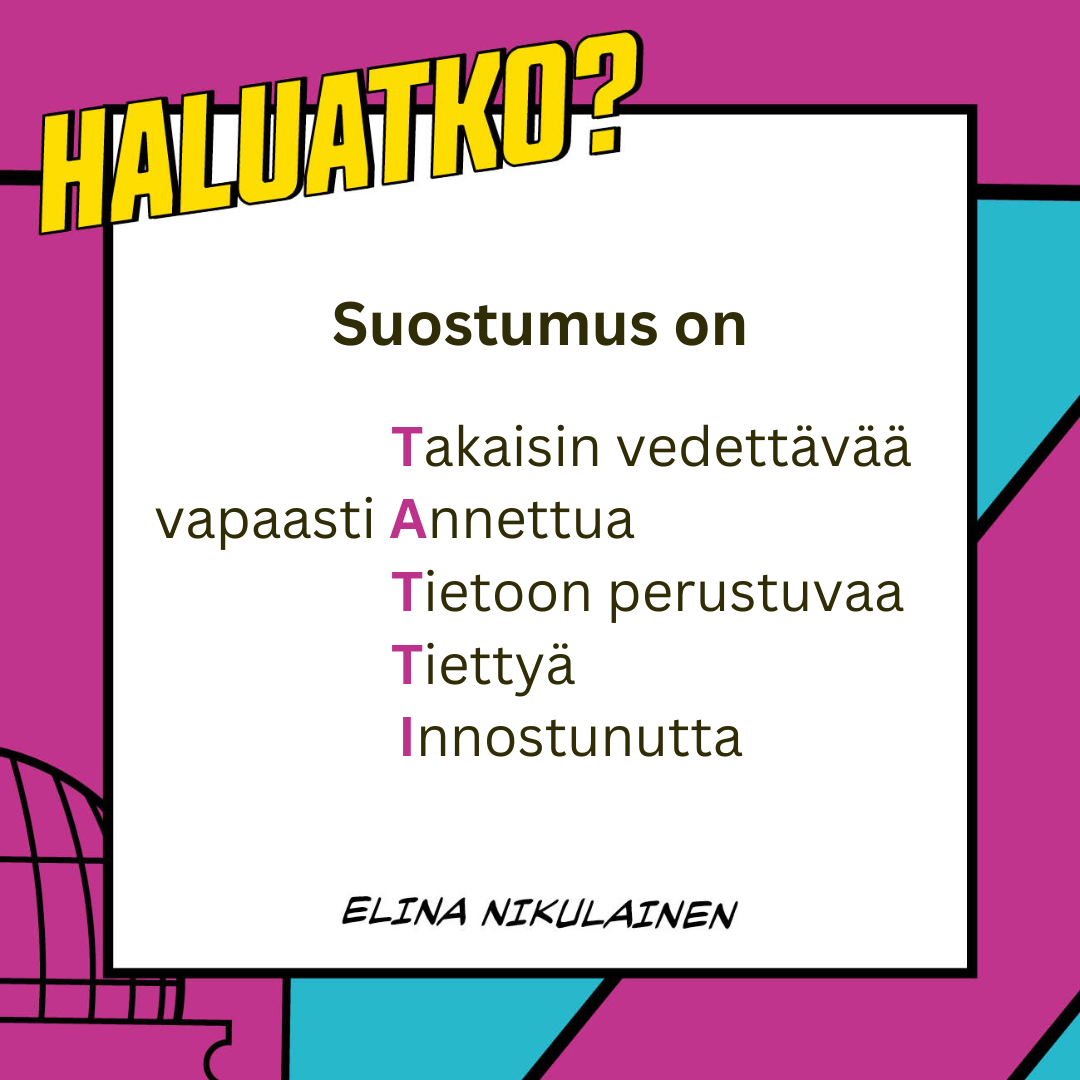 HALUATKO?
Suostumus on
Takaisin vedettävää
vapaasti Annettua
Tietoon perustuvaa
Tiettyä
Innostunutta
ELINA NIKULAINEN